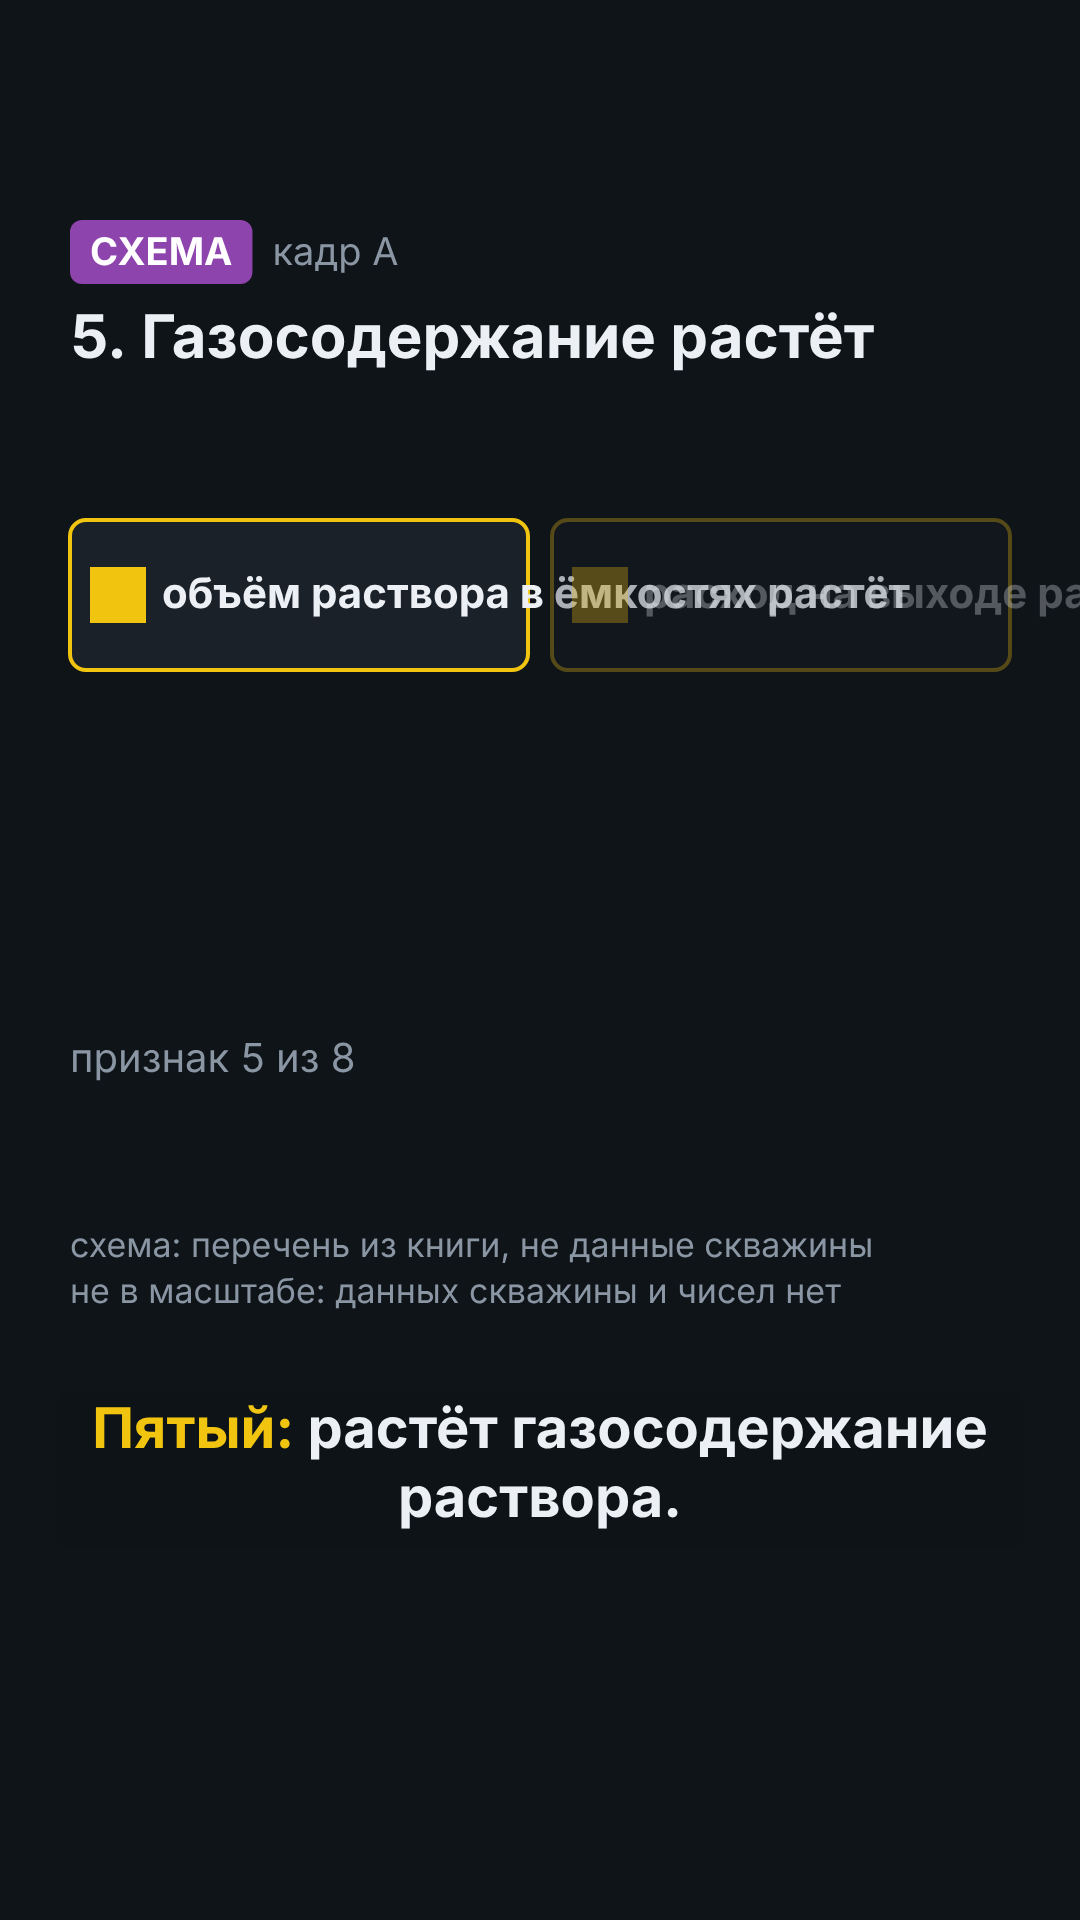 СХЕМА кадр А
5. Газосодержание растёт
объём раствора в ёмкостях растёт
признак 5 из 8
схема: перечень из книги, не данные скважины
не в масштабе: данных скважины и чисел нет
Пятый: растёт газосодержание
раствора.